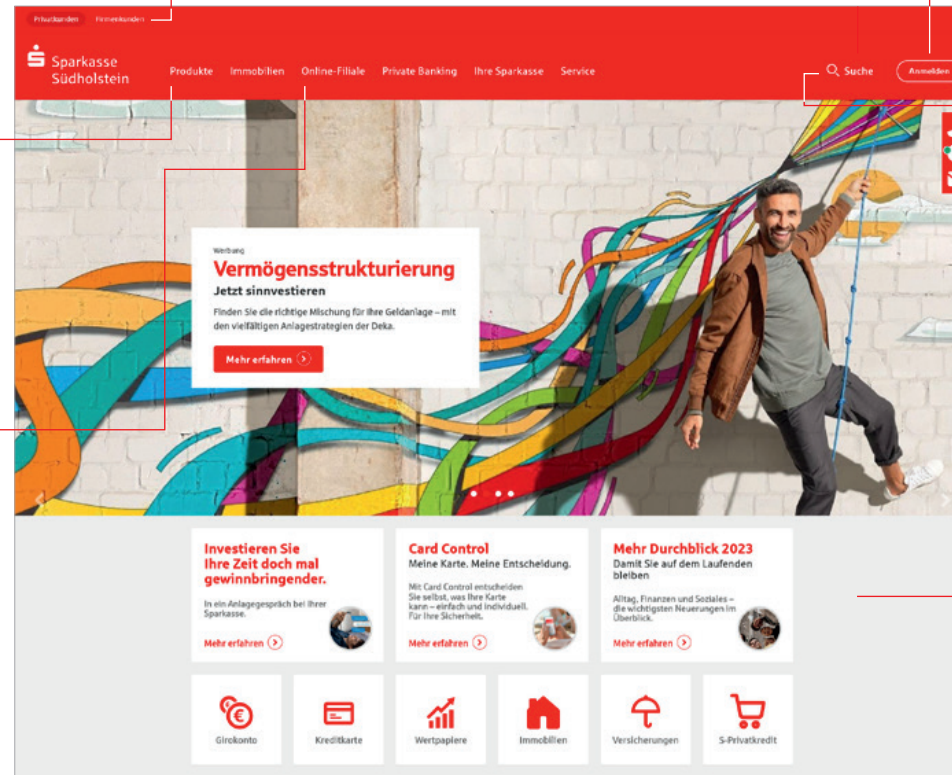 Privatkunden Firmenkunden
Sparkasse
Südholstein
Produkte Immobilien Online-Filiale Private Banking Ihre Sparkasse Service
Suche
Anmelden
Werbung
Vermögensstrukturierung
Jetzt sinnvestieren
Finden Sie die richtige Mischung für Ihre Geldanlage – mit
den vielfältigen Anlagestrategien der Deka.
Mehr erfahren
Investieren Sie
Ihre Zeit doch mal
gewinnbringender.
In ein Anlagegespräch bei Ihrer
Sparkasse.
Mehr erfahren
Card Control
Meine Karte. Meine Entscheidung.
Mit Card Control entscheiden
Sie selbst, was Ihre Karte
kann – einfach und individuell.
Für Ihre Sicherheit.
Mehr erfahren
Mehr Durchblick 2023
Damit Sie auf dem Laufenden
bleiben
Alltag, Finanzen und Soziales –
die wichtigsten Neuerungen im
Überblick.
Mehr erfahren
Girokonto
Kreditkarte
Wertpapiere
Immobilien
Versicherungen
S-Privatkredit